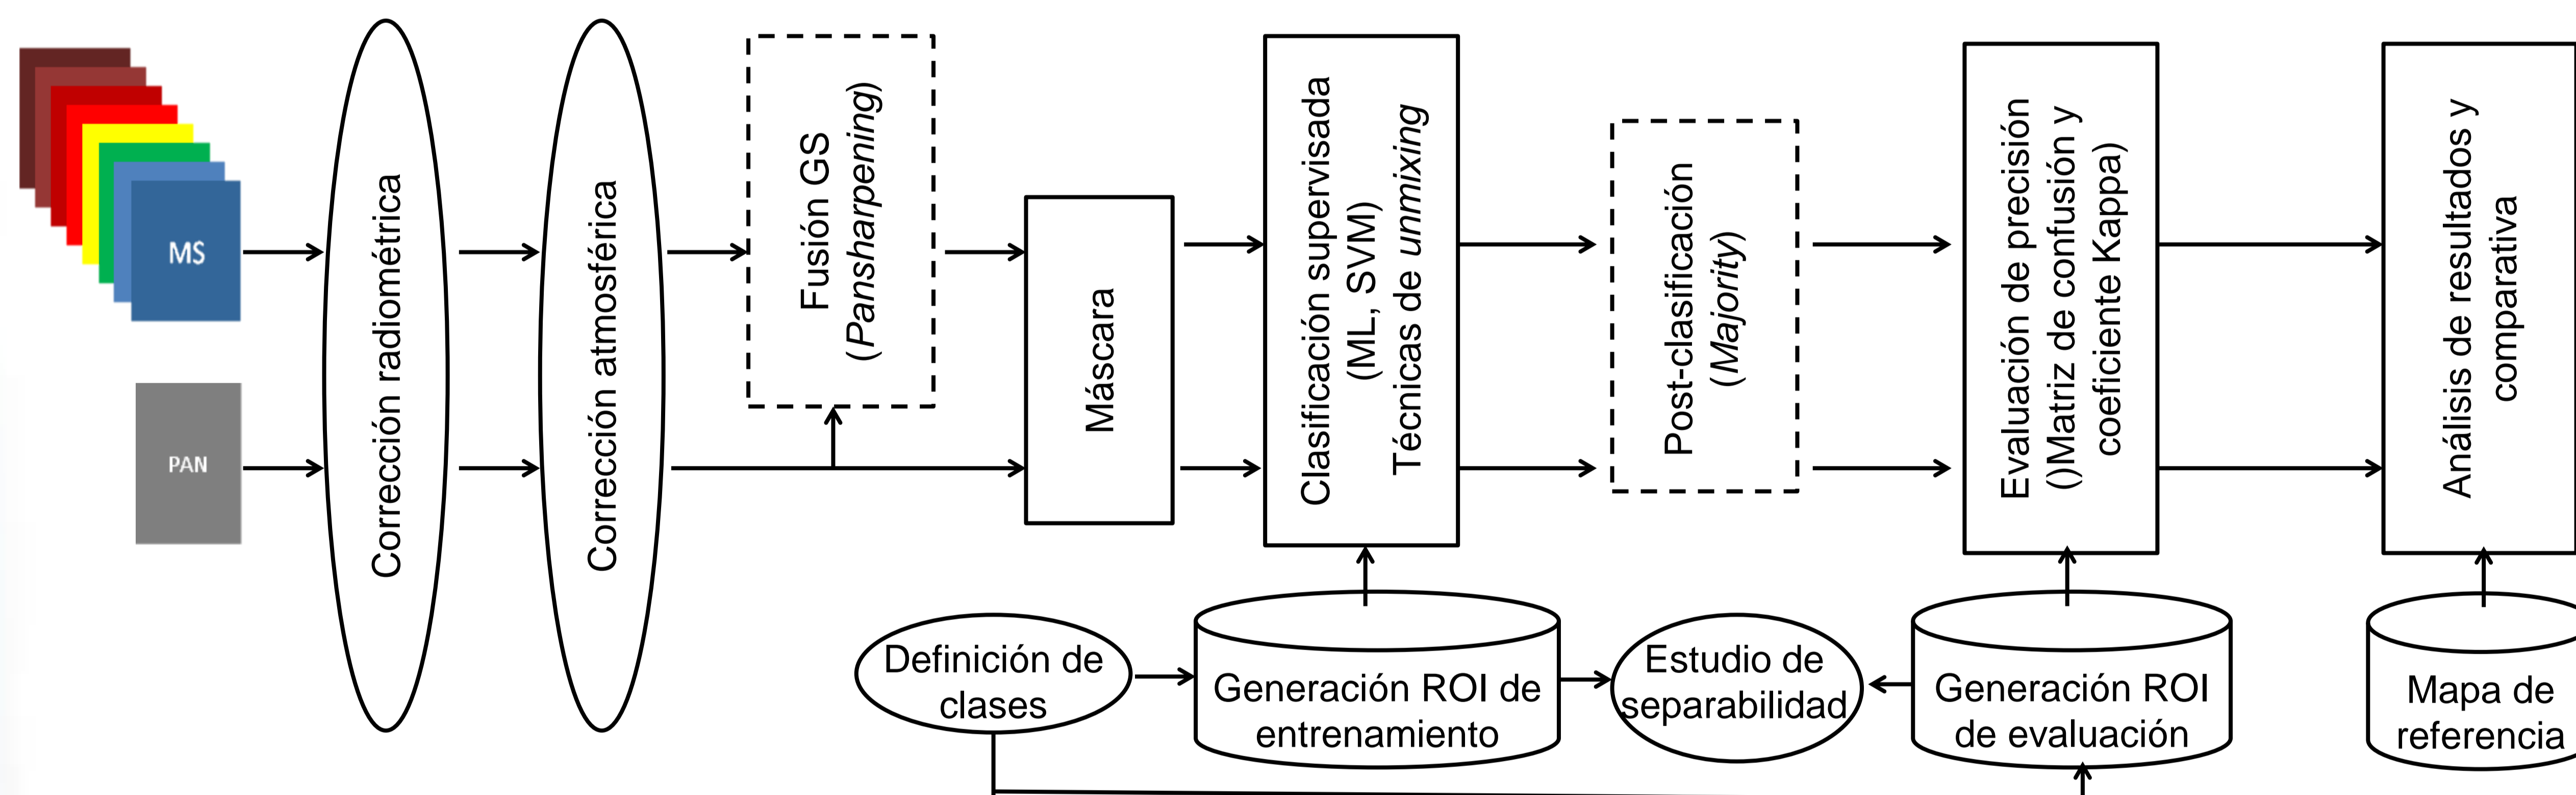 MS
PAN
Corrección radiométrica
Corrección atmosférica
Fusión GS
(Pansharpening)
Máscara
Clasificación supervisada
(ML, SVM)
Técnicas de unmixing
Post-clasificación
(Majority)
Evaluación de precisión
()Matriz de confusión y
coeficiente Kappa)
Análisis de resultados y
comparativa
Definición de
clases
Generación ROI de
entrenamiento
Estudio de
separabilidad
Generación ROI
de evaluación
Mapa de
referencia